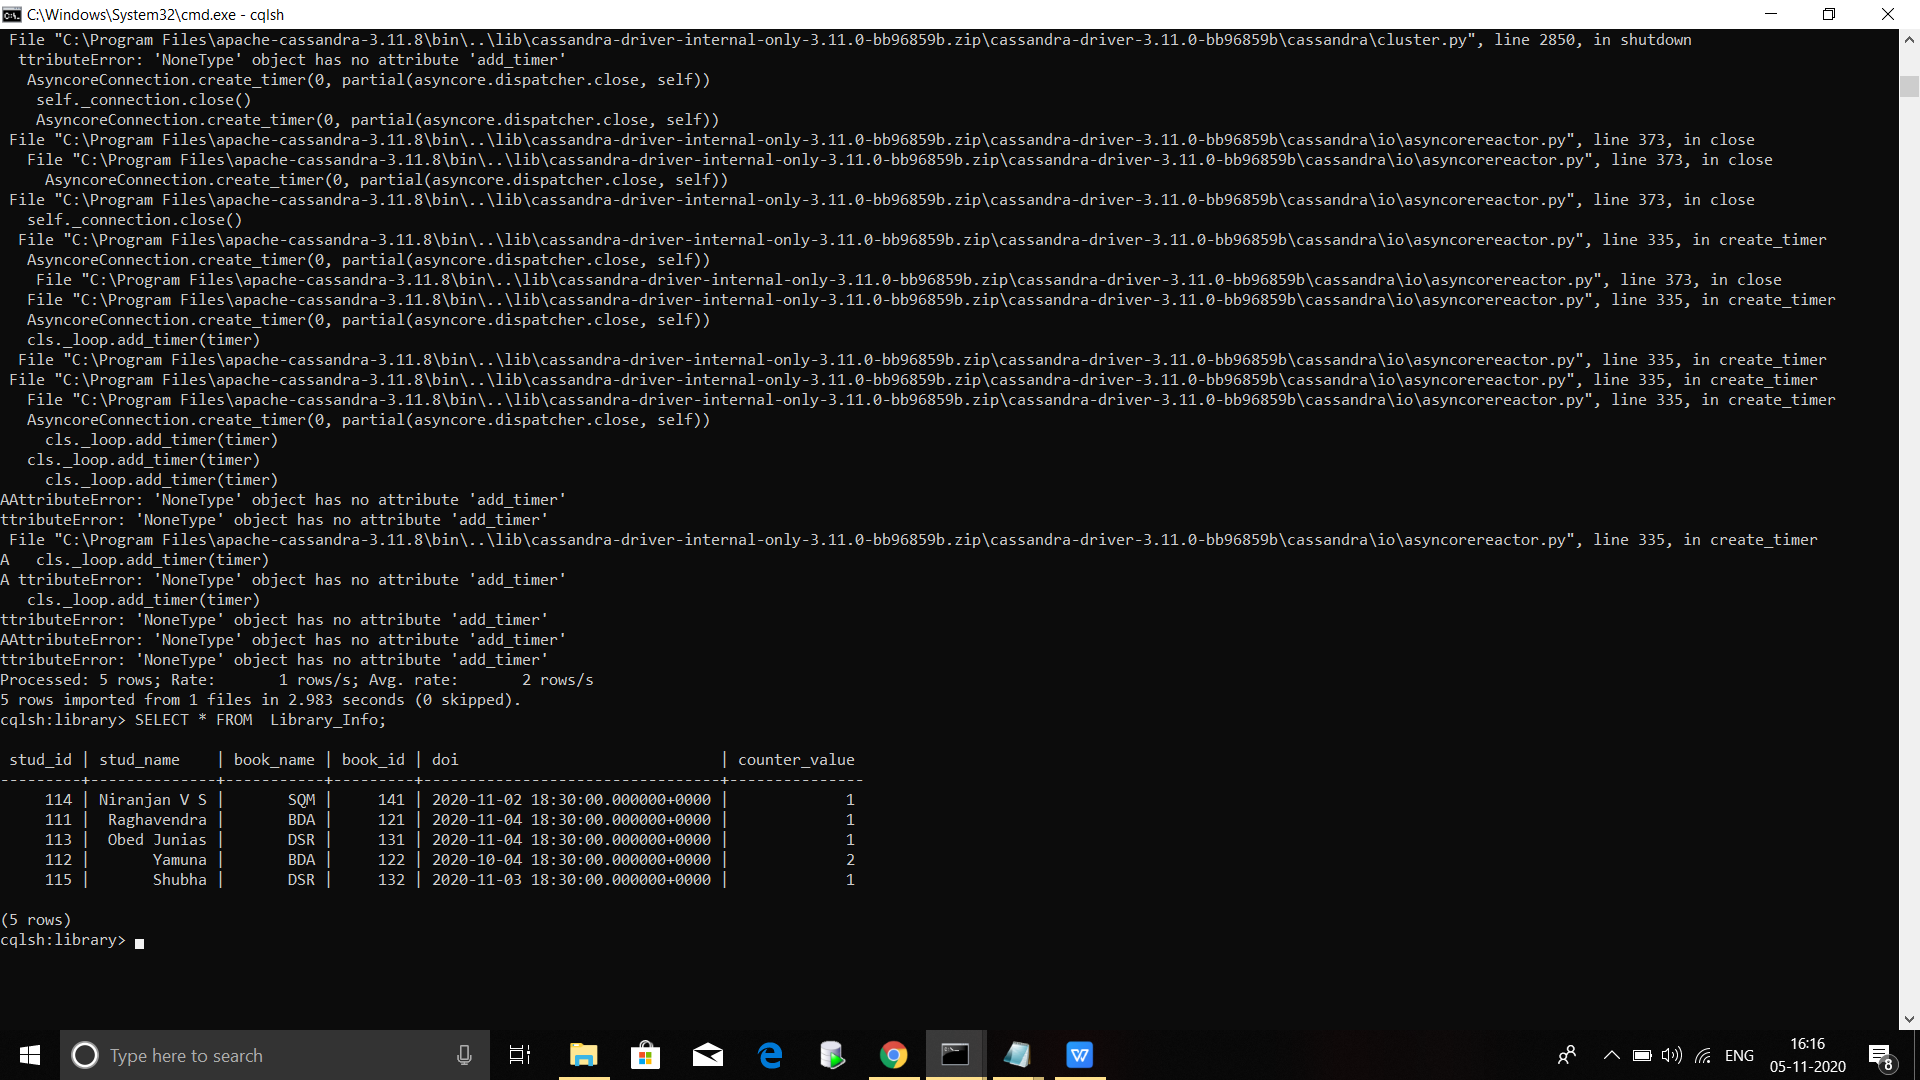 C:\Windows\System32\cmd.exe - cqlsh
File "C:\Program Files\apache-cassandra-3.11.8\bin\..\lib\cassandra-driver-internal-only-3.11.0-bb96859b.zip\cassandra-driver-3.11.0-bb96859b\cassandra\cluster.py", line 2850, in shutdown
ttributeError: 'NoneType' object has no attribute 'add_timer'
AsyncoreConnection.create_timer(0, partial(asyncore.dispatcher.close, self))
self._connection.close()
AsyncoreConnection.create_timer(0, partial(asyncore.dispatcher.close, self))
File "C:\Program Files\apache-cassandra-3.11.8\bin\..\lib\cassandra-driver-internal-only-3.11.0-bb96859b.zip\cassandra-driver-3.11.0-bb96859b\cassandra\io\asyncorereactor.py", line 373, in close
File "C:\Program Files\apache-cassandra-3.11.8\bin\..\lib\cassandra-driver-internal-only-3.11.0-bb96859b.zip\cassandra-driver-3.11.0-bb96859b\cassandra\io\asyncorereactor.py", line 373, in close
AsyncoreConnection.create_timer(0, partial(asyncore.dispatcher.close, self))
File "C:\Program Files\apache-cassandra-3.11.8\bin\..\lib\cassandra-driver-internal-only-3.11.0-bb96859b.zip\cassandra-driver-3.11.0-bb96859b\cassandra\io\asyncorereactor.py", line 373, in close
self._connection.close()
File "C:\Program Files\apache-cassandra-3.11.8\bin\..\lib\cassandra-driver-internal-only-3.11.0-bb96859b.zip\cassandra-driver-3.11.0-bb96859b\cassandra\io\asyncorereactor.py", line 335, in create_timer
AsyncoreConnection.create_timer(0, partial(asyncore.dispatcher.close, self))
File "C:\Program Files\apache-cassandra-3.11.8\bin\..\lib\cassandra-driver-internal-only-3.11.0-bb96859b.zip\cassandra-driver-3.11.0-bb96859b\cassandra\io\asyncorereactor.py", line 373, in close
File "C:\Program Files\apache-cassandra-3.11.8\bin\..\lib\cassandra-driver-internal-only-3.11.0-bb96859b.zip\cassandra-driver-3.11.0-bb96859b\cassandra\io\asyncorereactor.py", line 335, in create_timer
AsyncoreConnection.create_timer(0, partial(asyncore.dispatcher.close, self))
cls._loop.add_timer(timer)
File "C:\Program Files\apache-cassandra-3.11.8\bin\..\lib\cassandra-driver-internal-only-3.11.0-bb96859b.zip\cassandra-driver-3.11.0-bb96859b\cassandra\io\asyncorereactor.py", line 335, in create_timer
File "C:\Program Files\apache-cassandra-3.11.8\bin\..\lib\cassandra-driver-internal-only-3.11.0-bb96859b.zip\cassandra-driver-3.11.0-bb96859b\cassandra\io\asyncorereactor.py", line 335, in create_timer
File "C:\Program Files\apache-cassandra-3.11.8\bin\..\lib\cassandra-driver-internal-only-3.11.0-bb96859b.zip\cassandra-driver-3.11.0-bb96859b\cassandra\io\asyncorereactor.py", line 335, in create_timer
AsyncoreConnection.create_timer(0, partial(asyncore.dispatcher.close, self))
cls._loop.add_timer(timer)
cls._loop.add_timer(timer)
cls._loop.add_timer(timer)
AAttributeError: 'NoneType' object has no attribute 'add_timer'
ttributeError: 'NoneType' object has no attribute 'add_timer'
File "C:\Program Files\apache-cassandra-3.11.8\bin\..\lib\cassandra-driver-internal-only-3.11.0-bb96859b.zip\cassandra-driver-3.11.0-bb96859b\cassandra\io\asyncorereactor.py", line 335, in create_timer
A   cls._loop.add_timer(timer)
A ttributeError: 'NoneType' object has no attribute 'add_timer'
cls._loop.add_timer(timer)
ttributeError: 'NoneType' object has no attribute 'add_timer'
AAttributeError: 'NoneType' object has no attribute 'add_timer'
ttributeError: 'NoneType' object has no attribute 'add_timer'
Processed: 5 rows; Rate:       1 rows/s; Avg. rate:       2 rows/s
5 rows imported from 1 files in 2.983 seconds (0 skipped).
cqlsh:library> SELECT * FROM  Library_Info;
stud_id | stud_name    | book_name | book_id | doi                             | counter_value
---------+--------------+-----------+---------+---------------------------------+---------------
114 | Niranjan V S |       SQM |     141 | 2020-11-02 18:30:00.000000+0000 |             1
111 |  Raghavendra |       BDA |     121 | 2020-11-04 18:30:00.000000+0000 |             1
113 |  Obed Junias |       DSR |     131 | 2020-11-04 18:30:00.000000+0000 |             1
112 |       Yamuna |       BDA |     122 | 2020-10-04 18:30:00.000000+0000 |             2
115 |       Shubha |       DSR |     132 | 2020-11-03 18:30:00.000000+0000 |             1
(5 rows)
cqlsh:library>
Type here to search
ENG
16:16
05-11-2020
8